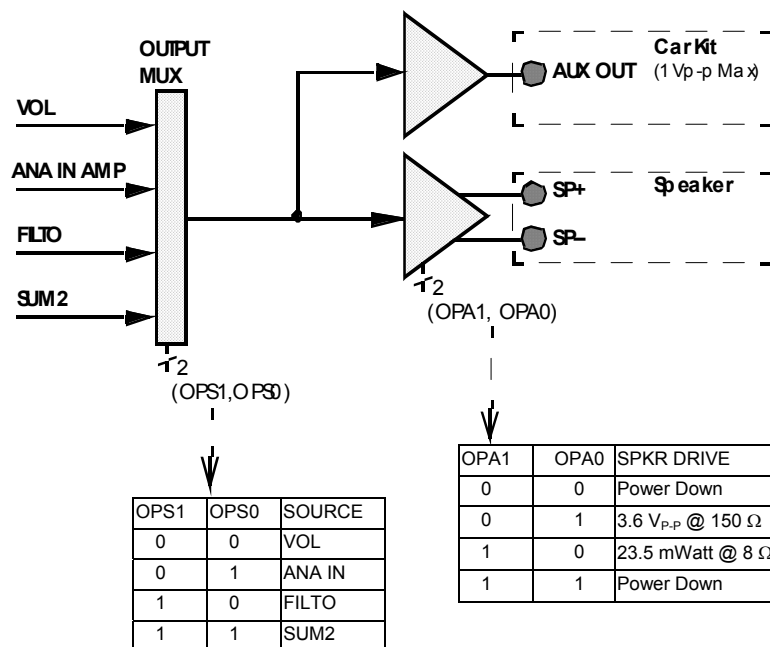 OUTPUT
MUX
VOL
ANA IN AMP
FILTO
SUM2
2
(OPS1,OPS0)
CarKit
AUX OUT (1 Vp-p Max)
SP+ Speaker
SP–
2
(OPA1, OPA0)
OPS1 OPS0 SOURCE
0 0 VOL
0 1 ANA IN
1 0 FILTO
1 1 SUM2
OPA1 OPA0 SPKR DRIVE
0 0 Power Down
0 1 3.6 VP-P @ 150 Ω
1 0 23.5 mWatt @ 8 Ω
1 1 Power Down